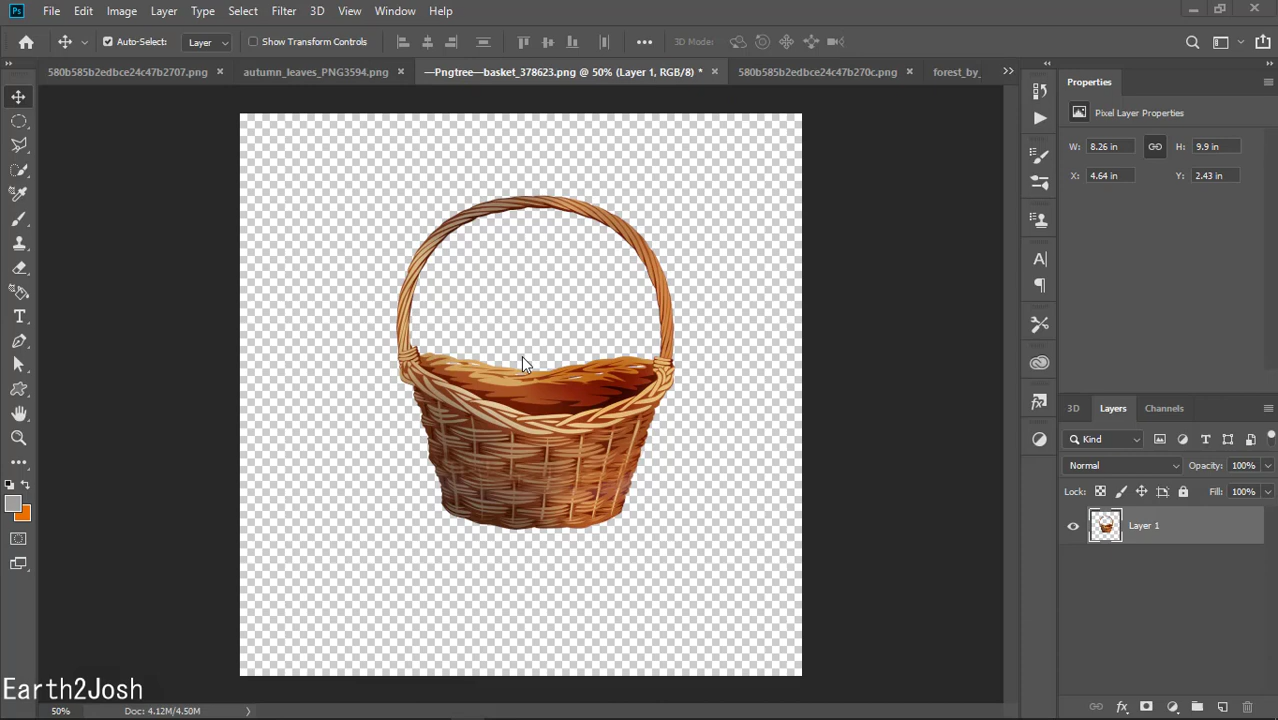 Ps File Edit Image Layer Type Select Filter 3D View Window Help
Auto-Select: Layer Show Transform Controls 3D Mode:
580b585b2edbce24c47b2707.png autumn_leaves_PNG3594.png —Pngtree—basket_378623.png @ 50% (Layer 1, RGB/8) * 580b585b2edbce24c47b270c.png forest_by_
Properties
Pixel Layer Properties
W: 8.26 in H: 9.9 in
X: 4.64 in Y: 2.43 in
3D Layers Channels
Kind
Normal Opacity: 100%
Lock: Fill: 100%
Layer 1
Earth2Josh
50% Doc: 4.12M/4.50M